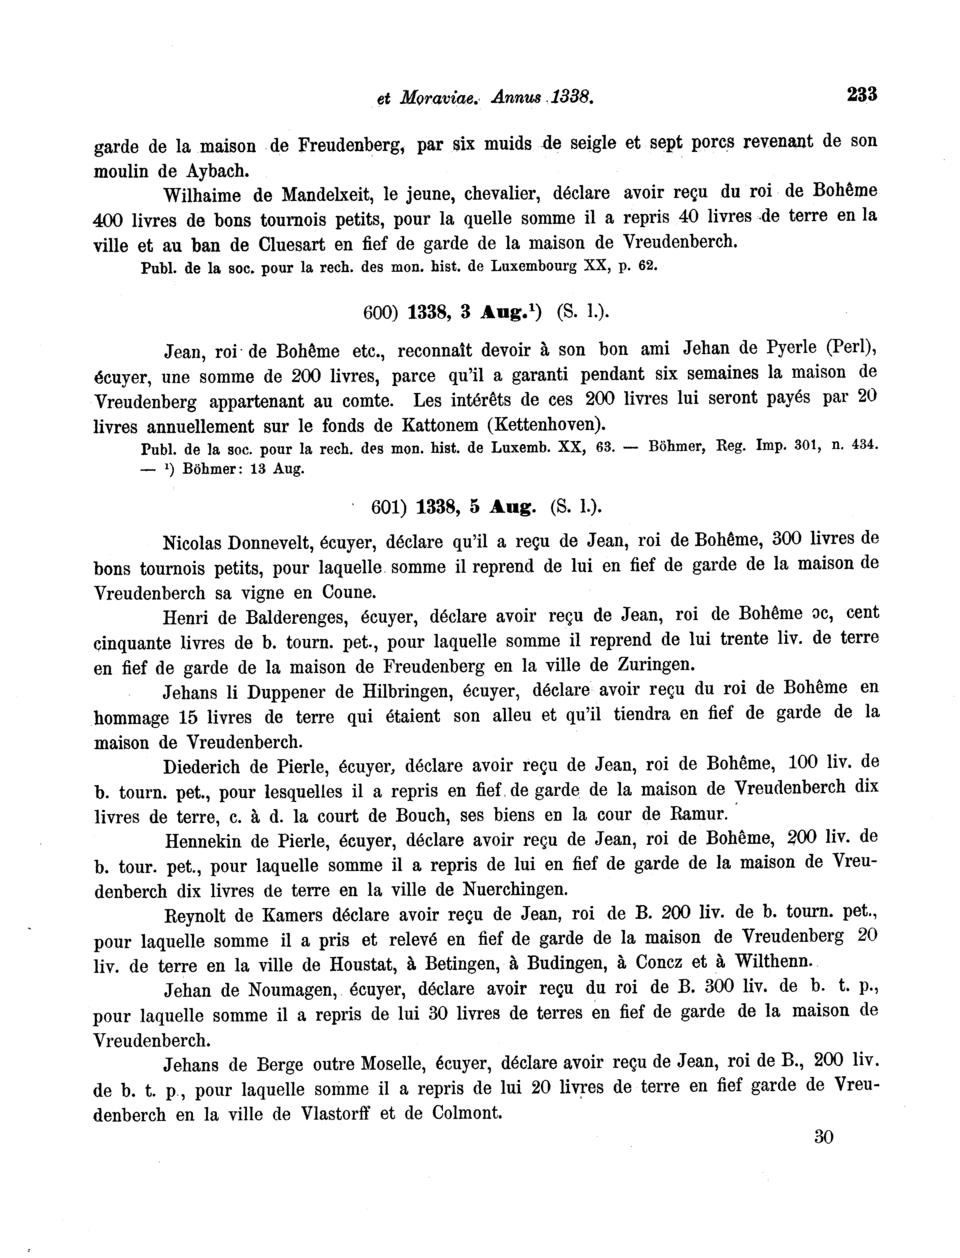 et Moraviae. Annus 1338. 233
garde de la maison de Freudenberg, par six muids de seigle et sept porcs revenant de son
moulin de Aybach.
Wilhaime de Mandelxeit, le jeune, chevalier, déclare avoir reçu du roi de Bohême
400 livres de bons tournois petits, pour la quelle somme il a repris 40 livres de terre en la
ville et au ban de Cluesart en fief de garde de la maison de Vreudenberch.
Publ. de la soc. pour la rech. des mon. hist. de Luxembourg XX, p. 62.
600) 1338, 3 Aug.¹) (S. l.).
Jean, roi de Bohême etc., reconnaît devoir à son bon ami Jehan de Pyerle (Perl),
écuyer, une somme de 200 livres, parce qu'il a garanti pendant six semaines la maison de
Vreudenberg appartenant au comte. Les intérêts de ces 200 livres lui seront payés par 20
livres annuellement sur le fonds de Kattonem (Kettenhoven).
Publ. de la soc. pour la rech. des mon. hist. de Luxemb. XX, 63. — Böhmer, Reg. Imp. 301, n. 434.
— ¹) Böhmer: 13 Aug.
601) 1338, 5 Aug. (S. l.).
Nicolas Donnevelt, écuyer, déclare qu'il a reçu de Jean, roi de Bohême, 300 livres de
bons tournois petits, pour laquelle somme il reprend de lui en fief de garde de la maison de
Vreudenberch sa vigne en Coune.
Henri de Balderenges, écuyer, déclare avoir reçu de Jean, roi de Bohême ɔc, cent
cinquante livres de b. tourn. pet., pour laquelle somme il reprend de lui trente liv. de terre
en fief de garde de la maison de Freudenberg en la ville de Zuringen.
Jehans li Duppener de Hilbringen, écuyer, déclare avoir reçu du roi de Bohême en
hommage 15 livres de terre qui étaient son alleu et qu'il tiendra en fief de garde de la
maison de Vreudenberch.
Diederich de Pierle, écuyer, déclare avoir reçu de Jean, roi de Bohême, 100 liv. de
b. tourn. pet., pour lesquelles il a repris en fief de garde de la maison de Vreudenberch dix
livres de terre, c. à d. la court de Bouch, ses biens en la cour de Ramur.
Hennekin de Pierle, écuyer, déclare avoir reçu de Jean, roi de Bohême, 200 liv. de
b. tour. pet., pour laquelle somme il a repris de lui en fief de garde de la maison de Vreu-
denberch dix livres de terre en la ville de Nuerchingen.
Reynolt de Kamers déclare avoir reçu de Jean, roi de B. 200 liv. de b. tourn. pet.,
pour laquelle somme il a pris et relevé en fief de garde de la maison de Vreudenberg 20
liv. de terre en la ville de Houstat, à Betingen, à Budingen, à Concz et à Wilthenn.
Jehan de Noumagen, écuyer, déclare avoir reçu du roi de B. 300 liv. de b. t. p.,
pour laquelle somme il a repris de lui 30 livres de terres en fief de garde de la maison de
Vreudenberch.
Jehans de Berge outre Moselle, écuyer, déclare avoir reçu de Jean, roi de B., 200 liv.
de b. t. p., pour laquelle somme il a repris de lui 20 livres de terre en fief garde de Vreu-
denberch en la ville de Vlastorff et de Colmont.
30